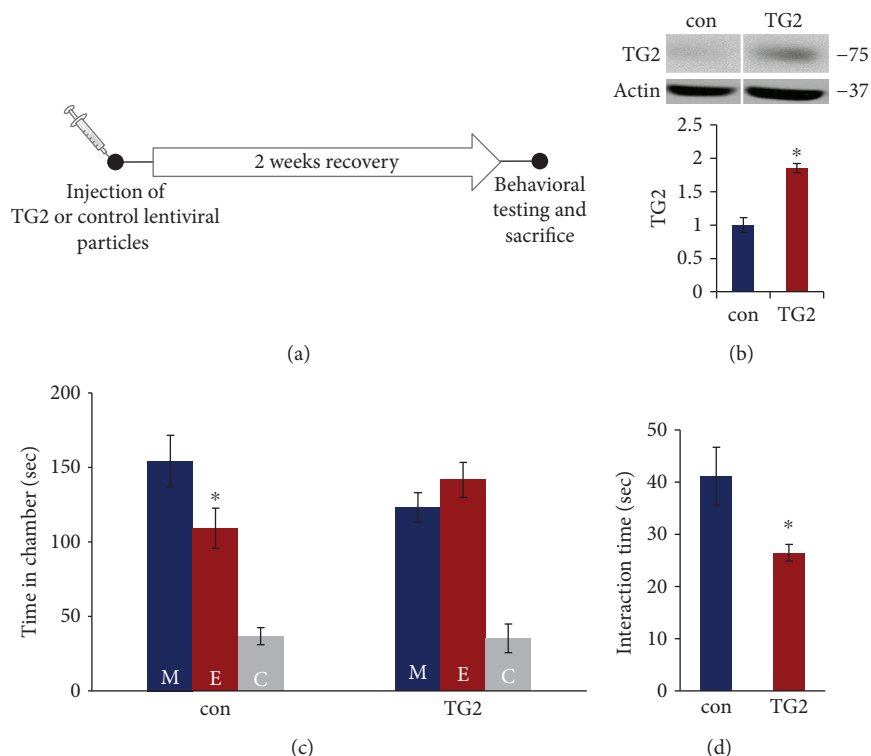 2 weeks recovery
Injection of
TG2 or control lentiviral
particles
Behavioral
testing and
sacrifice
(a)
con TG2
TG2 –75
Actin –37
2.5
2
1.5
1
0.5
0
TG2
*
con TG2
(b)
200
150
100
50
0
Time in chamber (sec)
*
M E C M E C
con TG2
(c)
50
40
30
20
10
0
Interaction time (sec)
*
con TG2
(d)